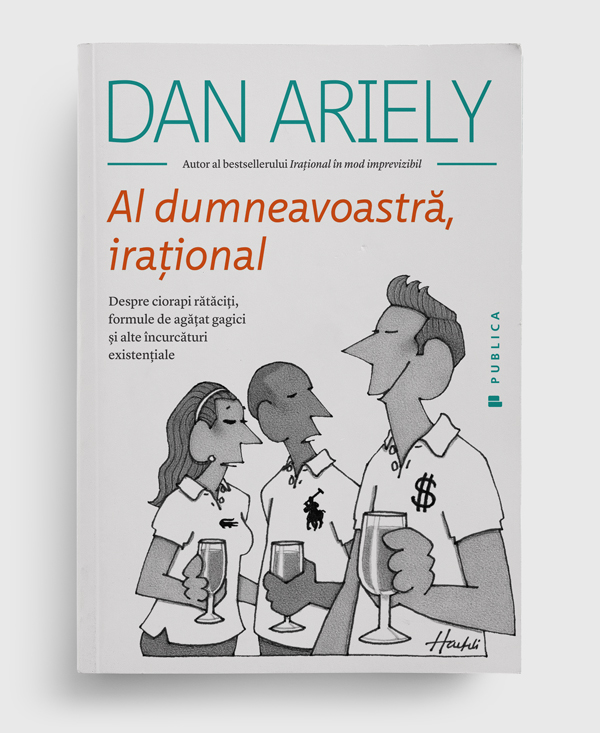 DAN ARIELY
Autor al bestsellerului Irațional în mod imprevizibil
Al dumneavoastră,
irațional
Despre ciorapi rătăciți,
formule de agățat gagici
și alte încurcături
existențiale
PUBLICA
$